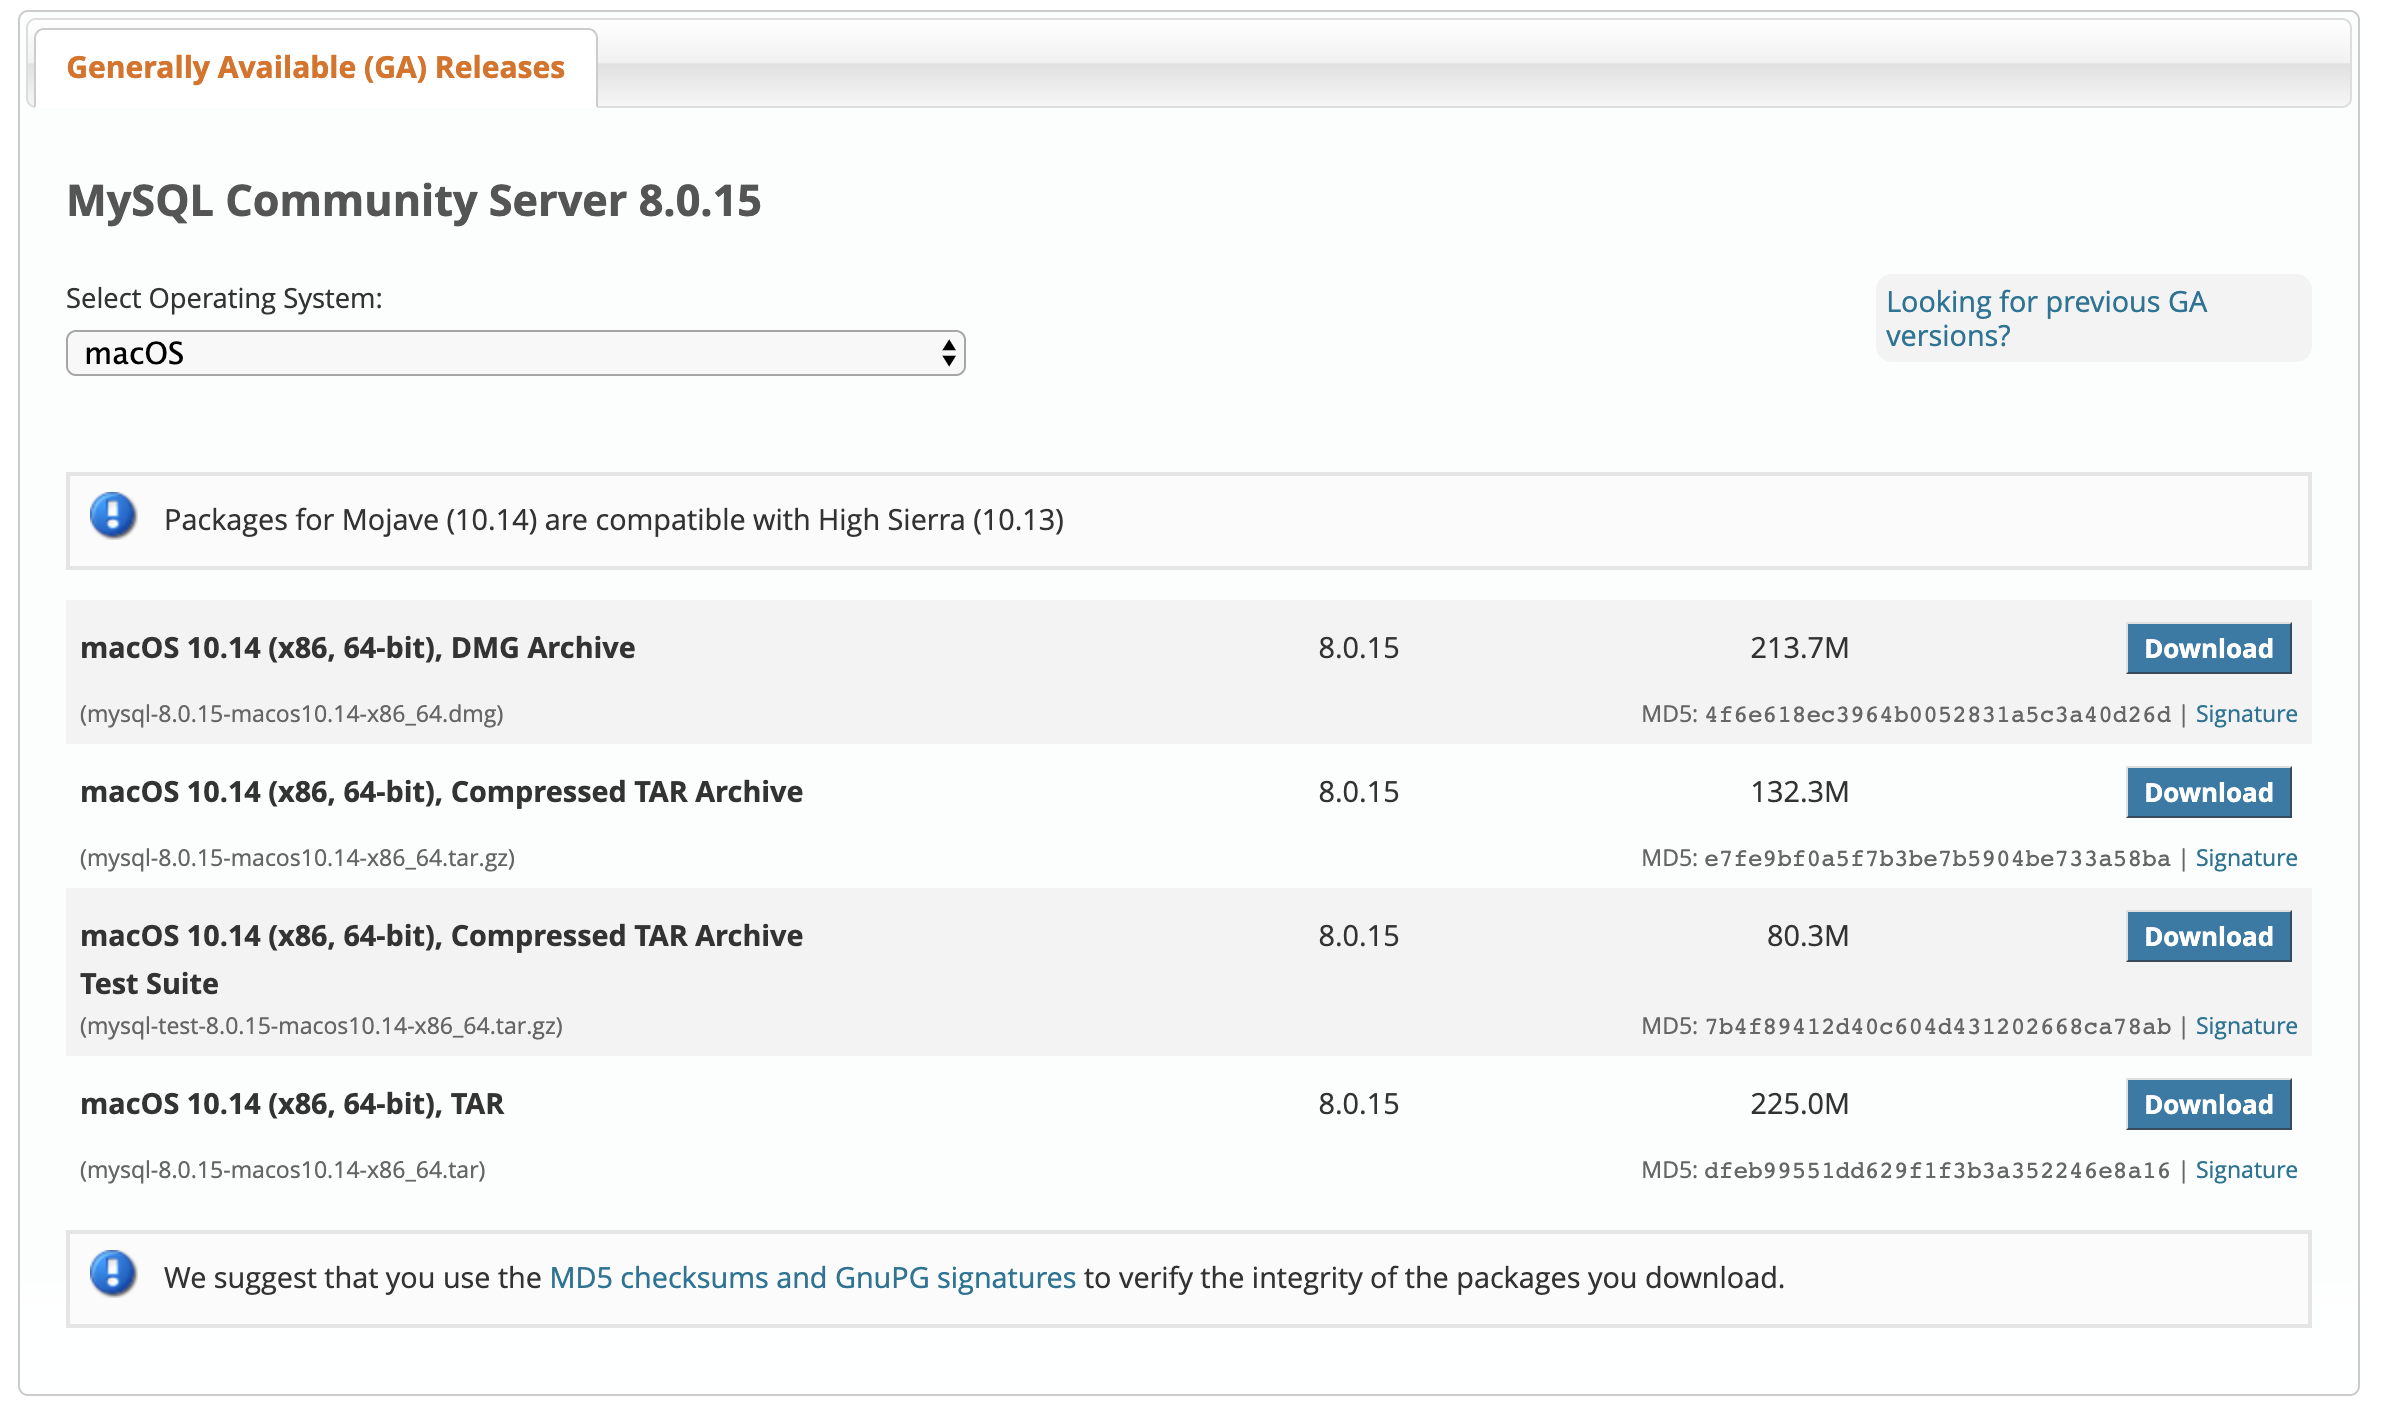 Generally Available (GA) Releases
MySQL Community Server 8.0.15
Select Operating System:
macOS
Looking for previous GA
versions?
Packages for Mojave (10.14) are compatible with High Sierra (10.13)
macOS 10.14 (x86, 64-bit), DMG Archive 8.0.15 213.7M Download
(mysql-8.0.15-macos10.14-x86_64.dmg) MD5: 4f6e618ec3964b0052831a5c3a40d26d | Signature
macOS 10.14 (x86, 64-bit), Compressed TAR Archive 8.0.15 132.3M Download
(mysql-8.0.15-macos10.14-x86_64.tar.gz) MD5: e7fe9bf0a5f7b3be7b5904be733a58ba | Signature
macOS 10.14 (x86, 64-bit), Compressed TAR Archive 8.0.15 80.3M Download
Test Suite
(mysql-test-8.0.15-macos10.14-x86_64.tar.gz) MD5: 7b4f89412d40c604d431202668ca78ab | Signature
macOS 10.14 (x86, 64-bit), TAR 8.0.15 225.0M Download
(mysql-8.0.15-macos10.14-x86_64.tar) MD5: dfeb99551dd629f1f3b3a352246e8a16 | Signature
We suggest that you use the MD5 checksums and GnuPG signatures to verify the integrity of the packages you download.